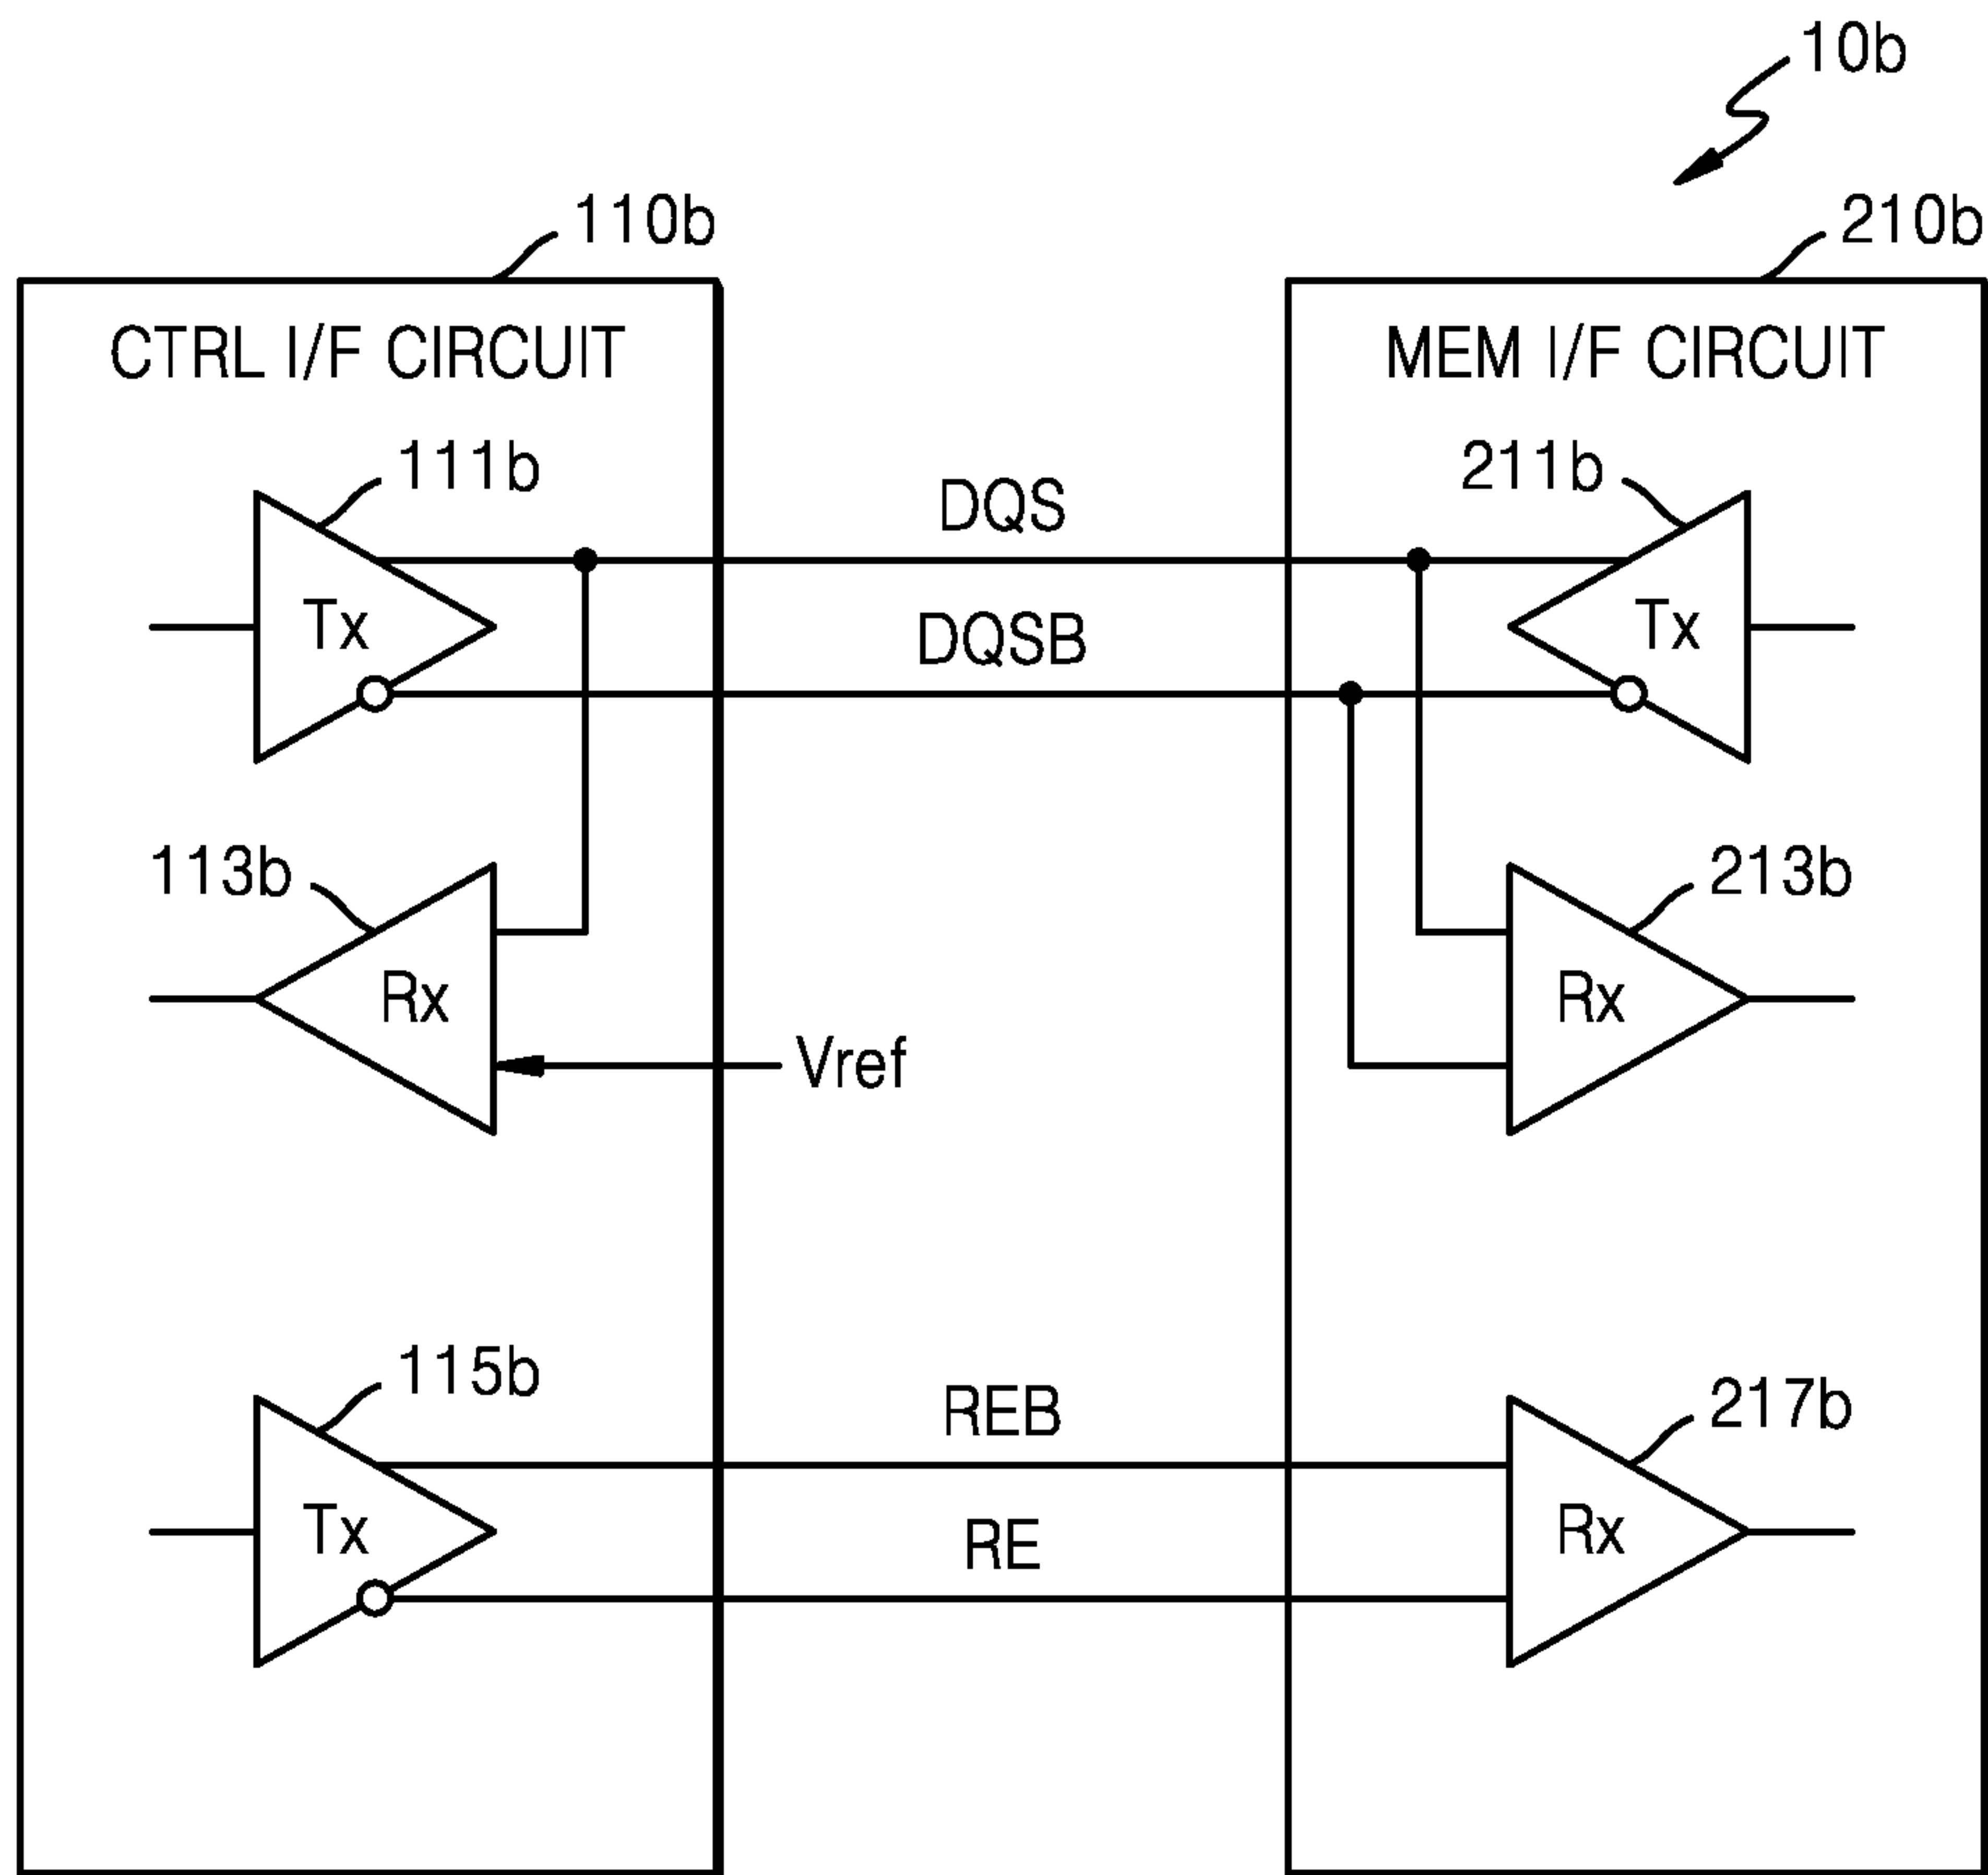 10b
110b
210b
CTRL I/F CIRCUIT
MEM I/F CIRCUIT
111b
DQS
211b
Tx
DQSB
Tx
113b
213b
Rx
Rx
Vref
115b
REB
217b
Tx
RE
Rx